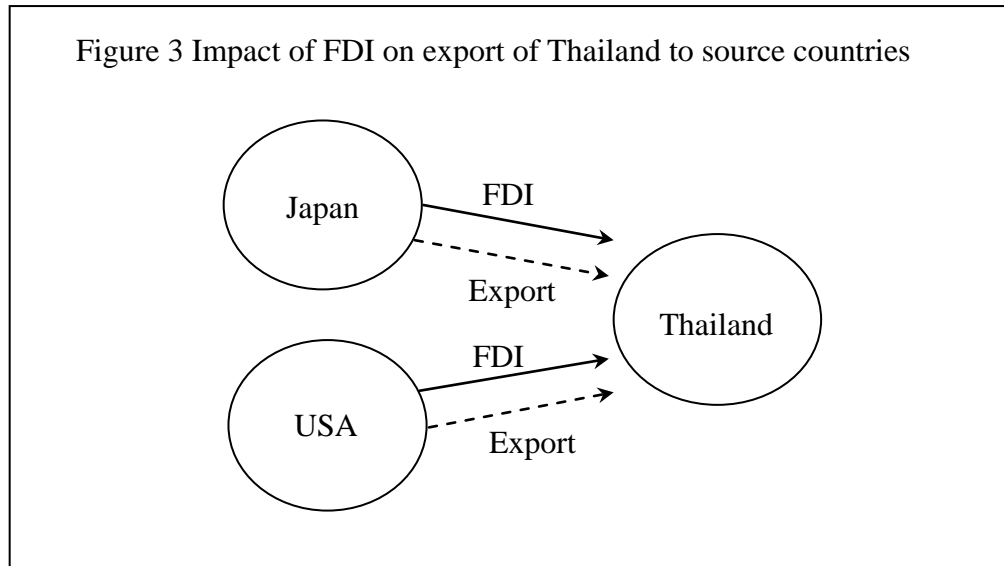 Figure 3 Impact of FDI on export of Thailand to source countries
FDI
Japan
Export
Thailand
FDI
USA
Export